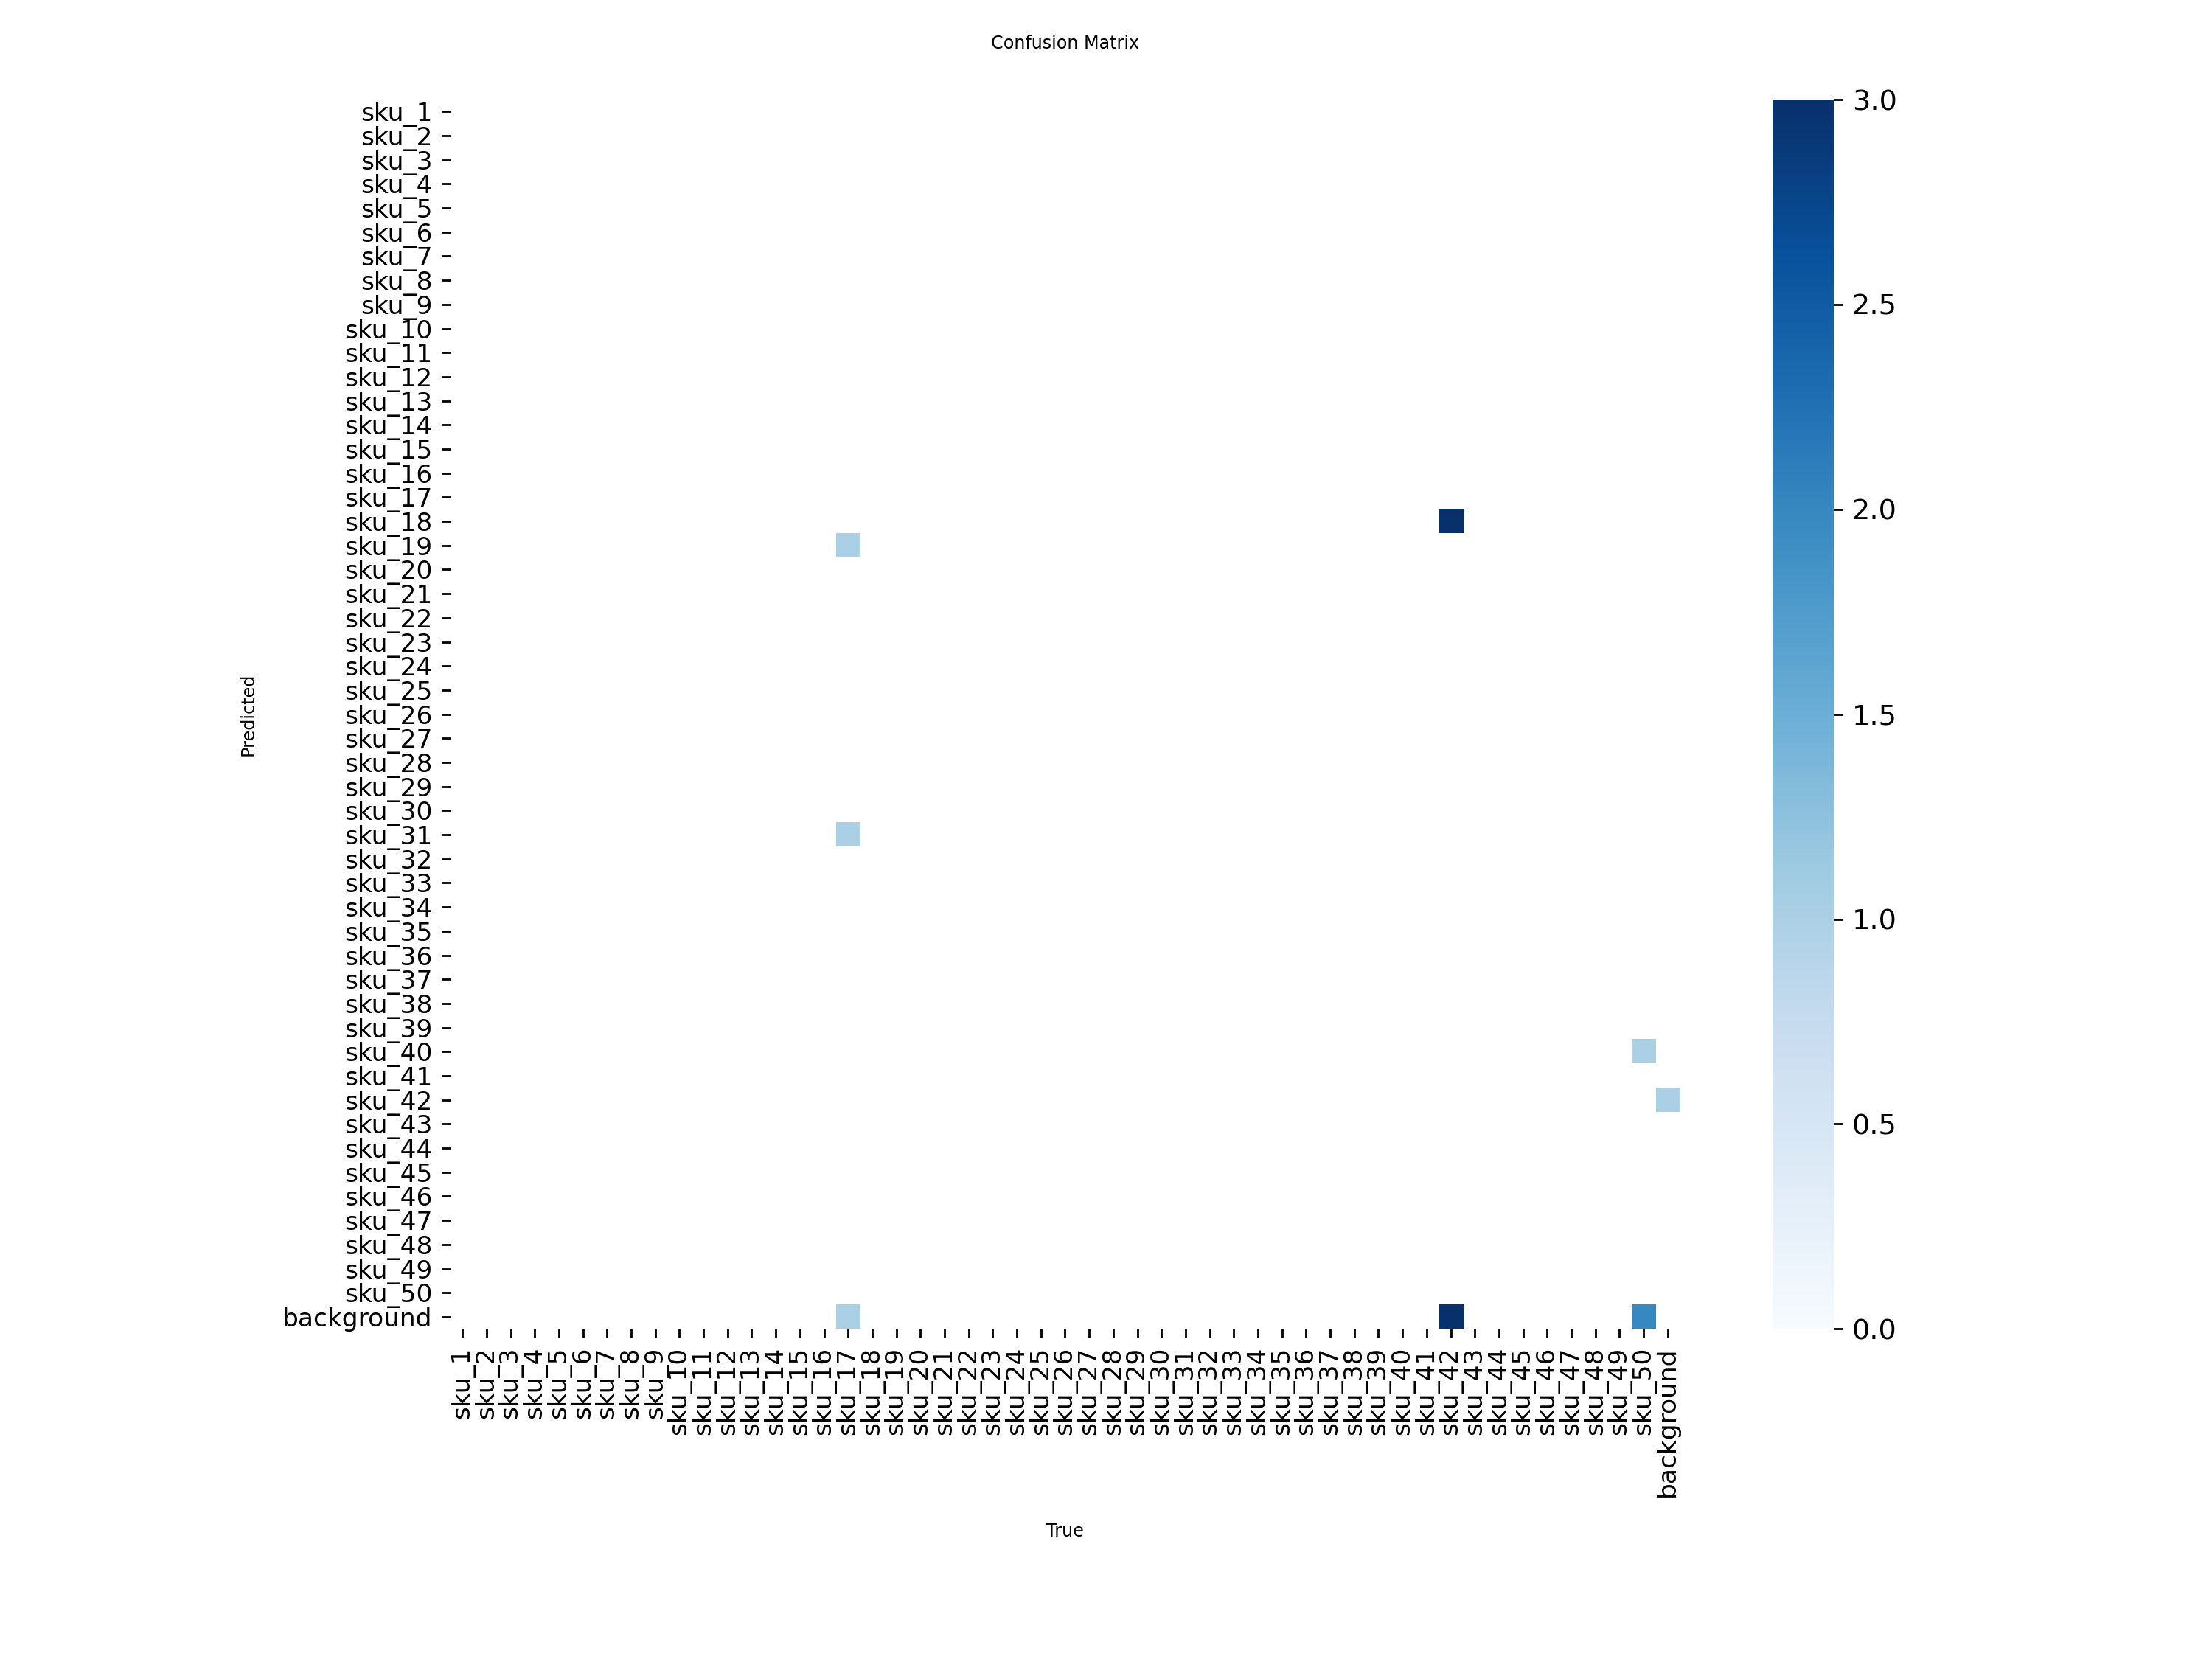 Confusion Matrix
sku_1
sku_2
sku_3
sku_4
sku_5
sku_6
sku_7
sku_8
sku_9
sku_10
sku_11
sku_12
sku_13
sku_14
sku_15
sku_16
sku_17
sku_18
sku_19
sku_20
sku_21
sku_22
sku_23
sku_24
sku_25
sku_26
sku_27
sku_28
sku_29
sku_30
sku_31
sku_32
sku_33
sku_34
sku_35
sku_36
sku_37
sku_38
sku_39
sku_40
sku_41
sku_42
sku_43
sku_44
sku_45
sku_46
sku_47
sku_48
sku_49
sku_50
background
Predicted
sku_1
sku_2
sku_3
sku_4
sku_5
sku_6
sku_7
sku_8
sku_9
sku_10
sku_11
sku_12
sku_13
sku_14
sku_15
sku_16
sku_17
sku_18
sku_19
sku_20
sku_21
sku_22
sku_23
sku_24
sku_25
sku_26
sku_27
sku_28
sku_29
sku_30
sku_31
sku_32
sku_33
sku_34
sku_35
sku_36
sku_37
sku_38
sku_39
sku_40
sku_41
sku_42
sku_43
sku_44
sku_45
sku_46
sku_47
sku_48
sku_49
sku_50
background
True
3.0
2.5
2.0
1.5
1.0
0.5
0.0